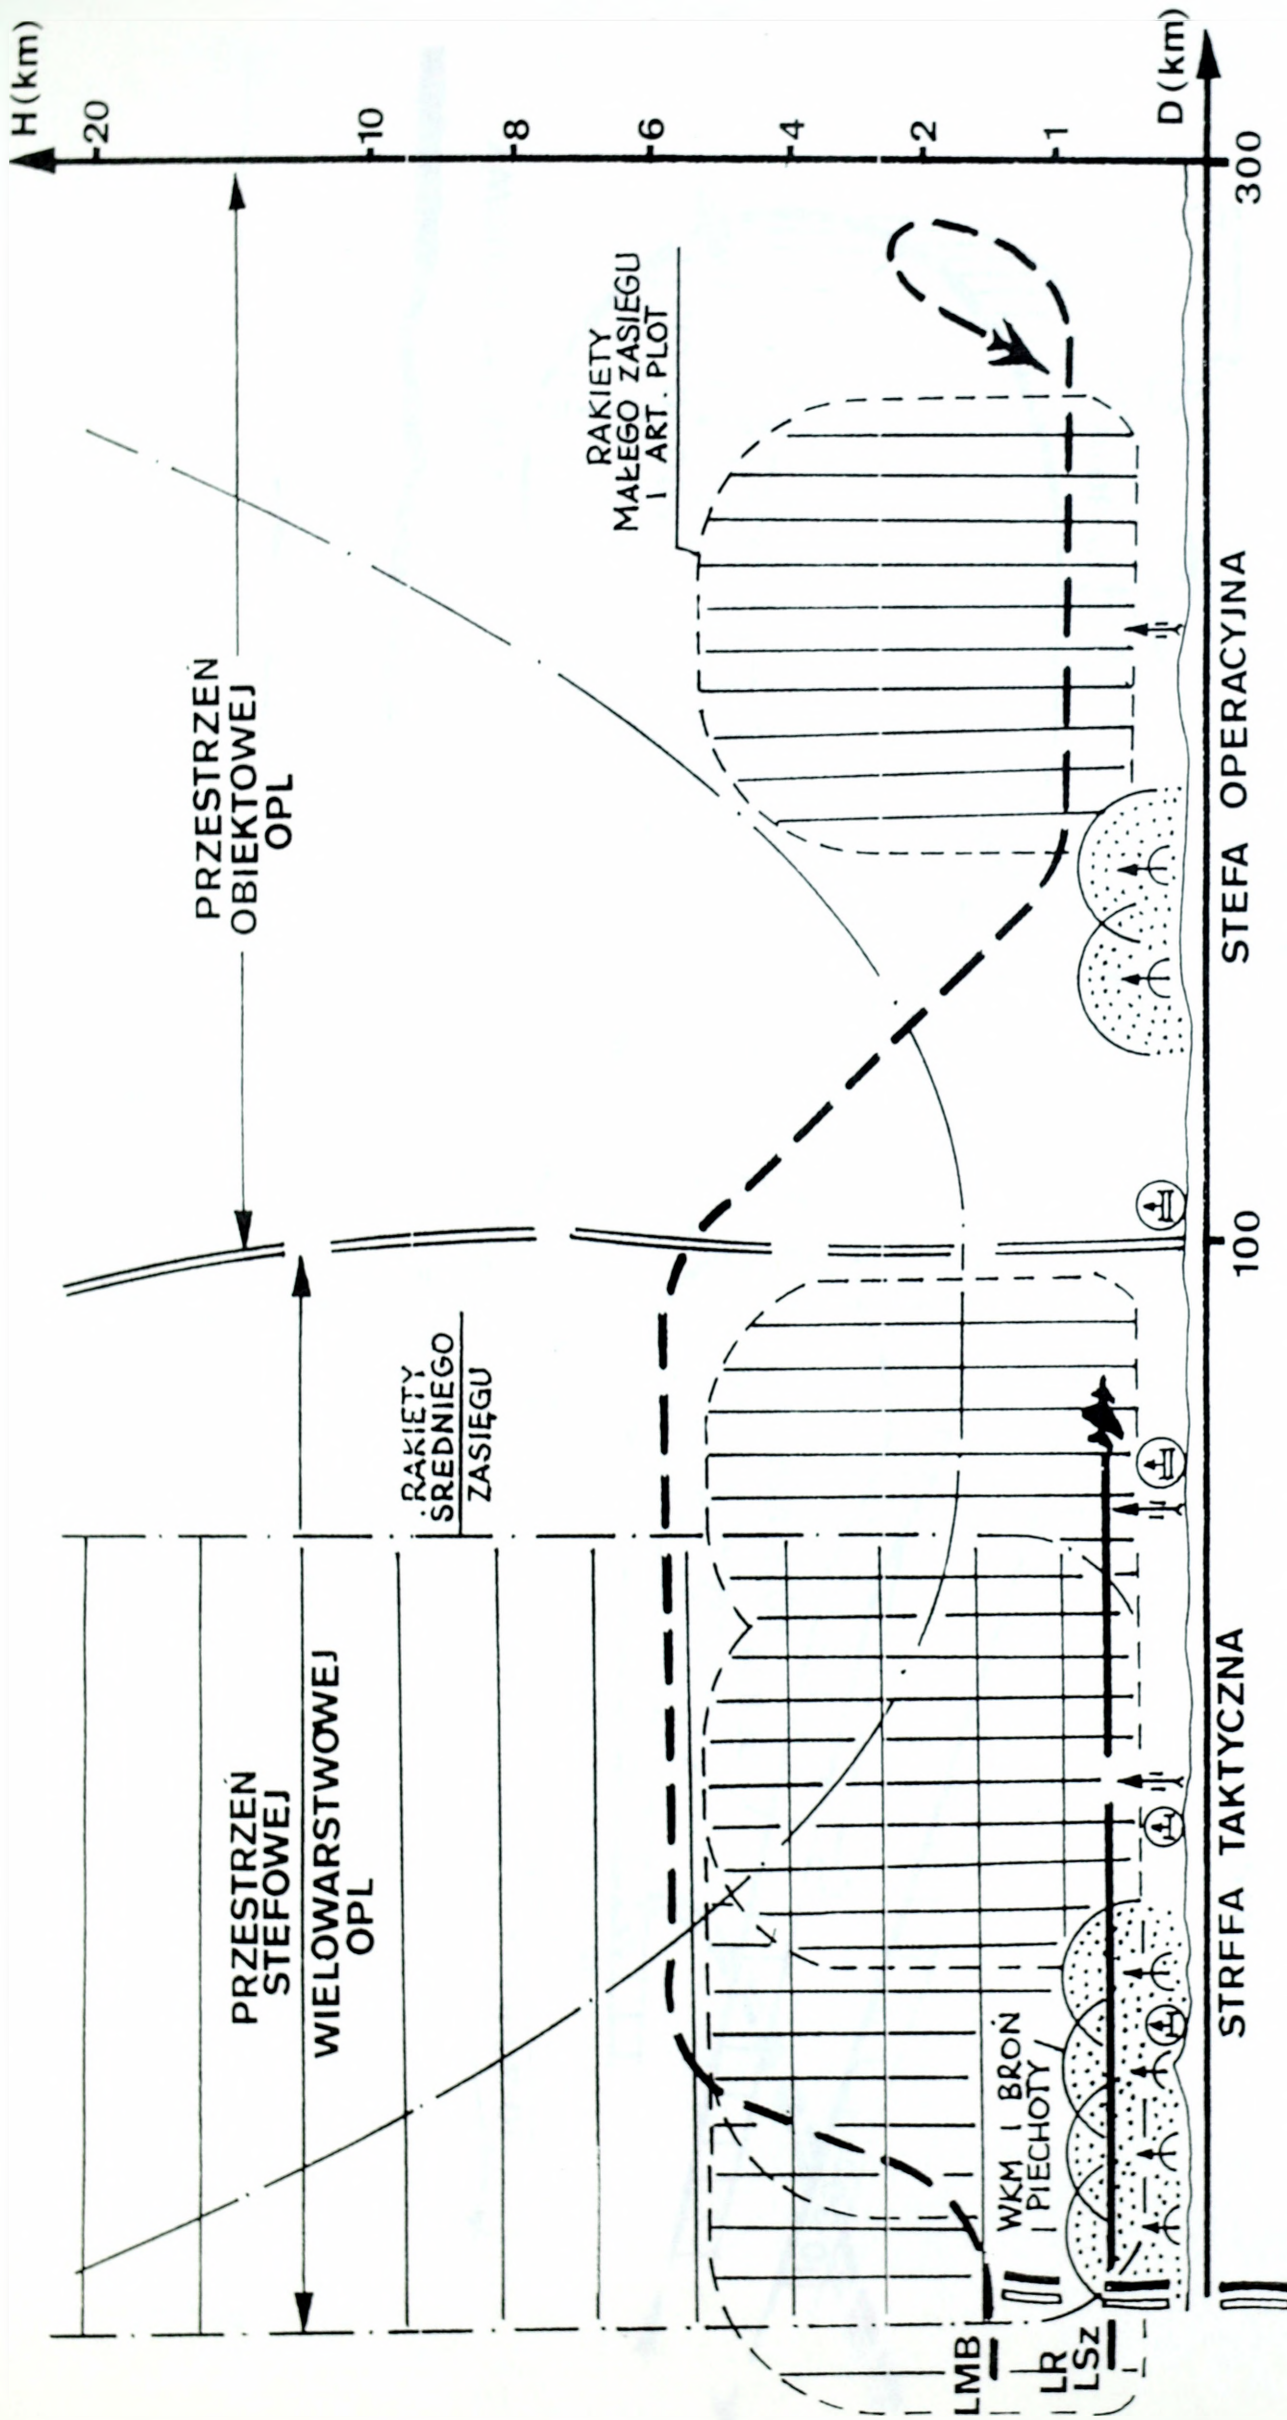 H (km)
20
10
8
6
4
2
1
D (km)
PRZESTRZEŃ
OBIEKTOWEJ
OPL
RAKIETY
MAŁEGO ZASIEGU
I ART. PLOT
RAKIETY
ŚREDNIEGO
ZASIĘGU
PRZESTRZEŃ
STEFOWEJ
WIELOWARSTWOWEJ
OPL
WKM I BROŃ
PIECHOTY
LMB
LR
LSz
100
300
STRFFA TAKTYCZNA
STEFA OPERACYJNA